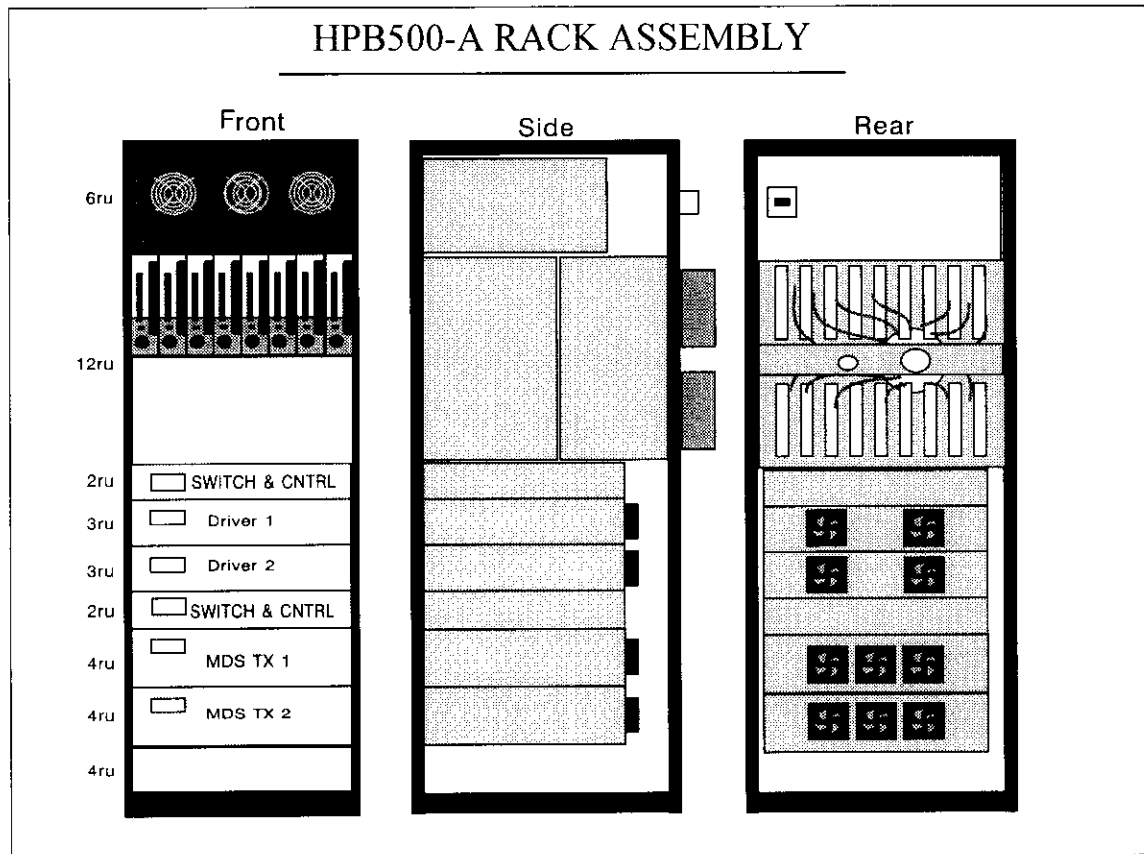 HPB500-A RACK ASSEMBLY
Front
Side
Rear
6ru
12ru
2ru SWITCH & CNTRL
3ru Driver 1
3ru Driver 2
2ru SWITCH & CNTRL
4ru MDS TX 1
4ru MDS TX 2
4ru